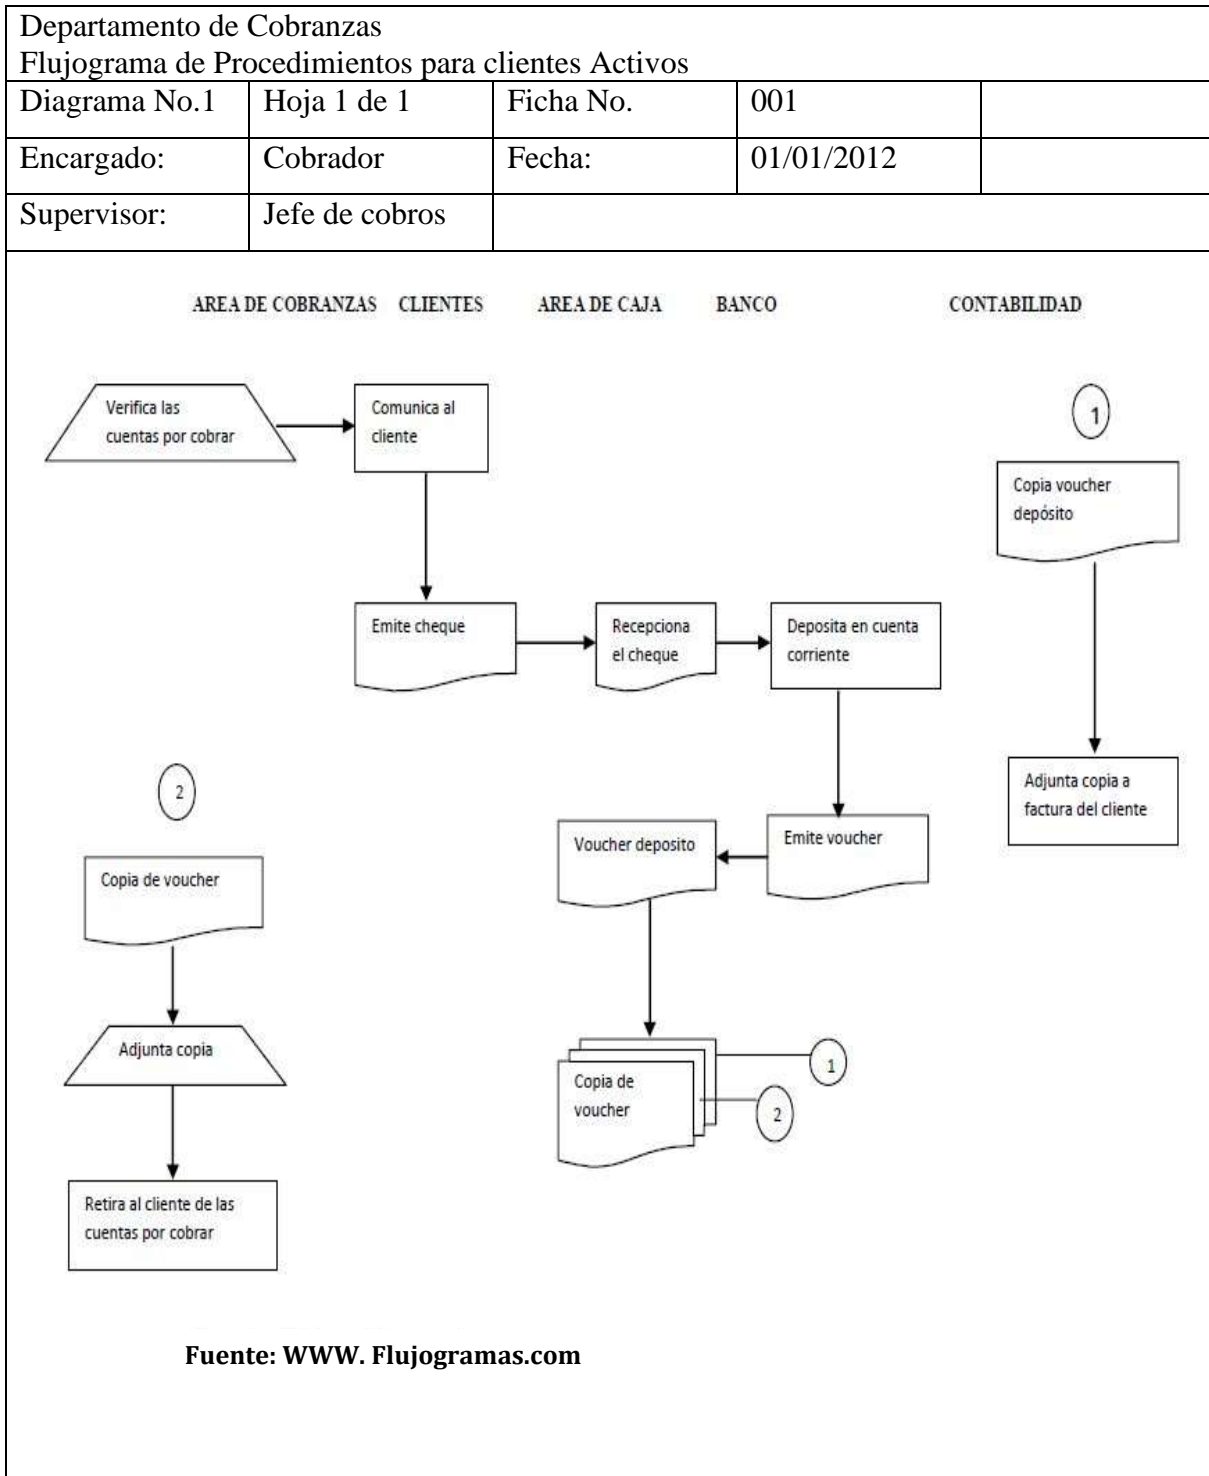 Departamento de Cobranzas
Flujograma de Procedimientos para clientes Activos
Diagrama No.1 Hoja 1 de 1 Ficha No. 001
Encargado: Cobrador Fecha: 01/01/2012
Supervisor: Jefe de cobros
AREA DE COBRANZAS CLIENTES AREA DE CAJA BANCO CONTABILIDAD
Verifica las
cuentas por cobrar
Comunica al
cliente
1
Copia voucher
depósito
Emite cheque
Recepciona
el cheque
Deposita en cuenta
corriente
Adjunta copia a
factura del cliente
2
Voucher deposito
Emite voucher
Copia de voucher
Adjunta copia
Copia de
voucher
1
2
Retira al cliente de las
cuentas por cobrar
Fuente: WWW. Flujogramas.com